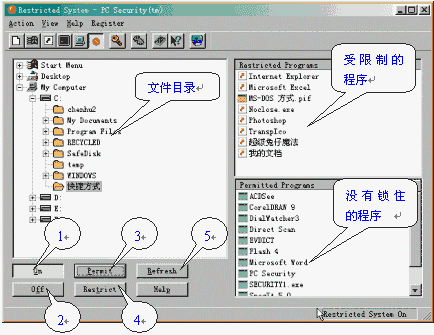 Restricted System - PC Security(tm)
Action View Help Register
Start Menu
Desktop
My Computer
C:
chenhu2
My Documents
Program Files
RECYCLED
SafeDisk
temp
WINDOWS
快捷方式
D:
E:
文件目录
Restricted Programs
Internet Explorer
Microsoft Excel
MS-DOS 方式.pif
Noclose.exe
Photoshop
TranspIco
超级兔仔魔法
我的文档
受限制的
程序
Permitted Programs
ACDSee
CorelDRAW 9
DialWatcher3
Direct Scan
EVDICT
Flash 4
Microsoft Word
PC Security
SECURITY1.exe
没有锁住
的程序
1
3
5
On
Permit
Refresh
Off
Restrict
Help
2
4
Restricted System On